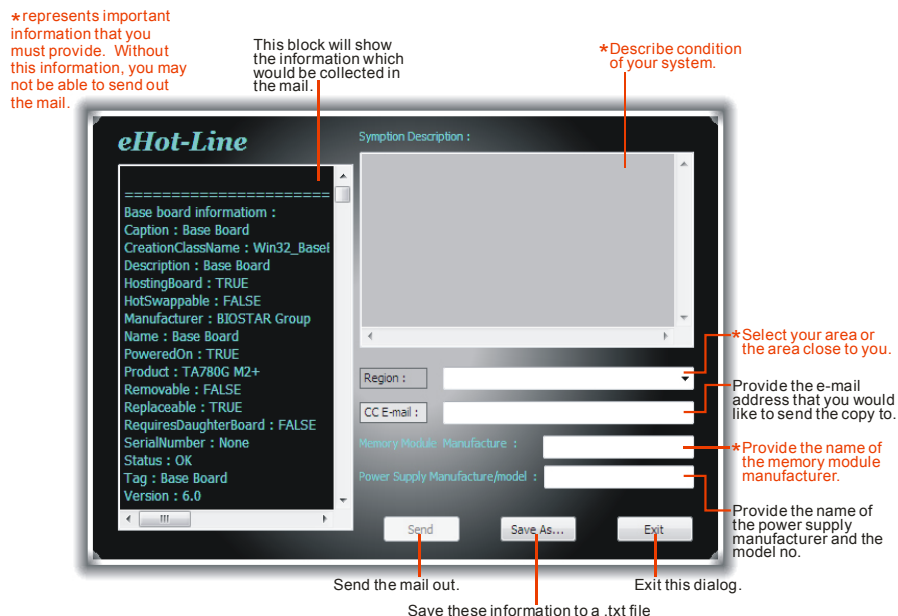 *represents important
information that you
must provide. Without
this information, you may
not be able to send out
the mail.
This block will show
the information which
would be collected in
the mail.
*Describe condition
of your system.
eHot-Line
======================
Base board informatiom :
Caption : Base Board
CreationClassName : Win32_BaseB
Description : Base Board
HostingBoard : TRUE
HotSwappable : FALSE
Manufacturer : BIOSTAR Group
Name : Base Board
PoweredOn : TRUE
Product : TA780G M2+
Removable : FALSE
Replaceable : TRUE
RequiresDaughterBoard : FALSE
SerialNumber : None
Status : OK
Tag : Base Board
Version : 6.0
Symption Description :
Region :
CC E-mail :
Memory Module Manufacture :
Power Supply Manufacture/model :
Send
Save As...
Exit
*Select your area or
the area close to you.
Provide the e-mail
address that you would
like to send the copy to.
*Provide the name of
the memory module
manufacturer.
Provide the name of
the power supply
manufacturer and the
model no.
Send the mail out.
Exit this dialog.
Save these information to a .txt file